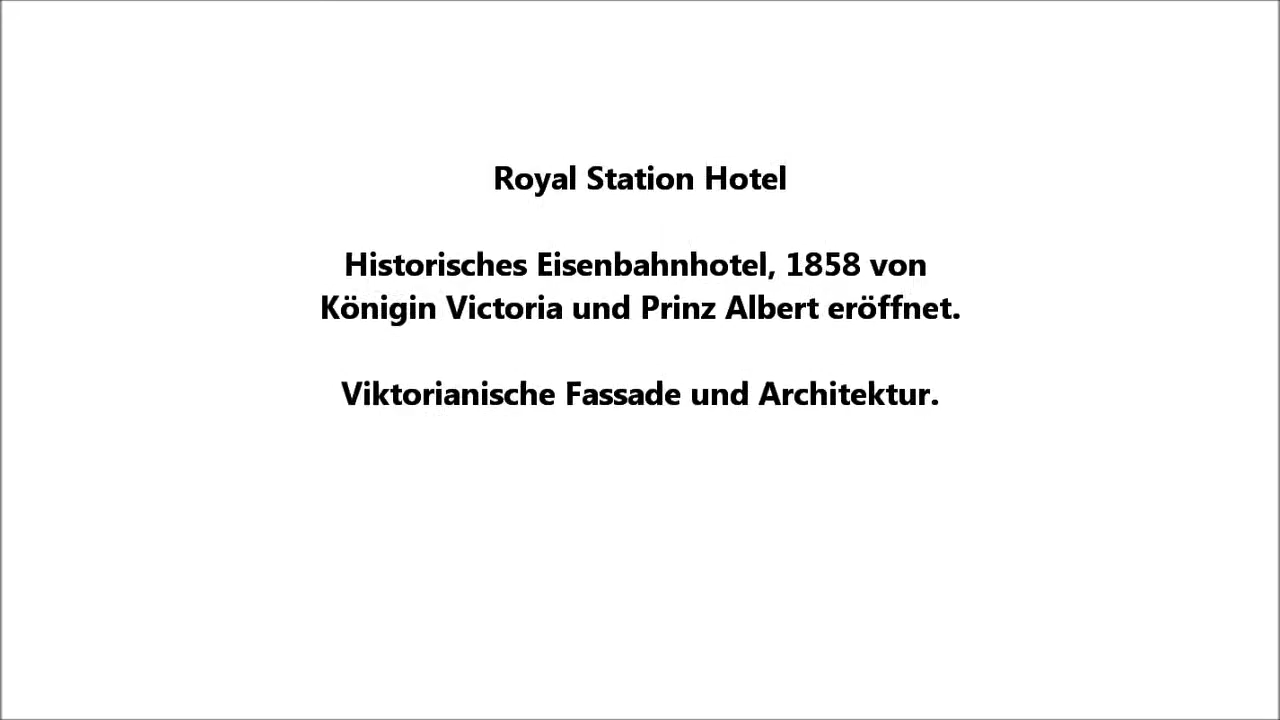 Royal Station Hotel
Historisches Eisenbahnhotel, 1858 von
Königin Victoria und Prinz Albert eröffnet.
Viktorianische Fassade und Architektur.